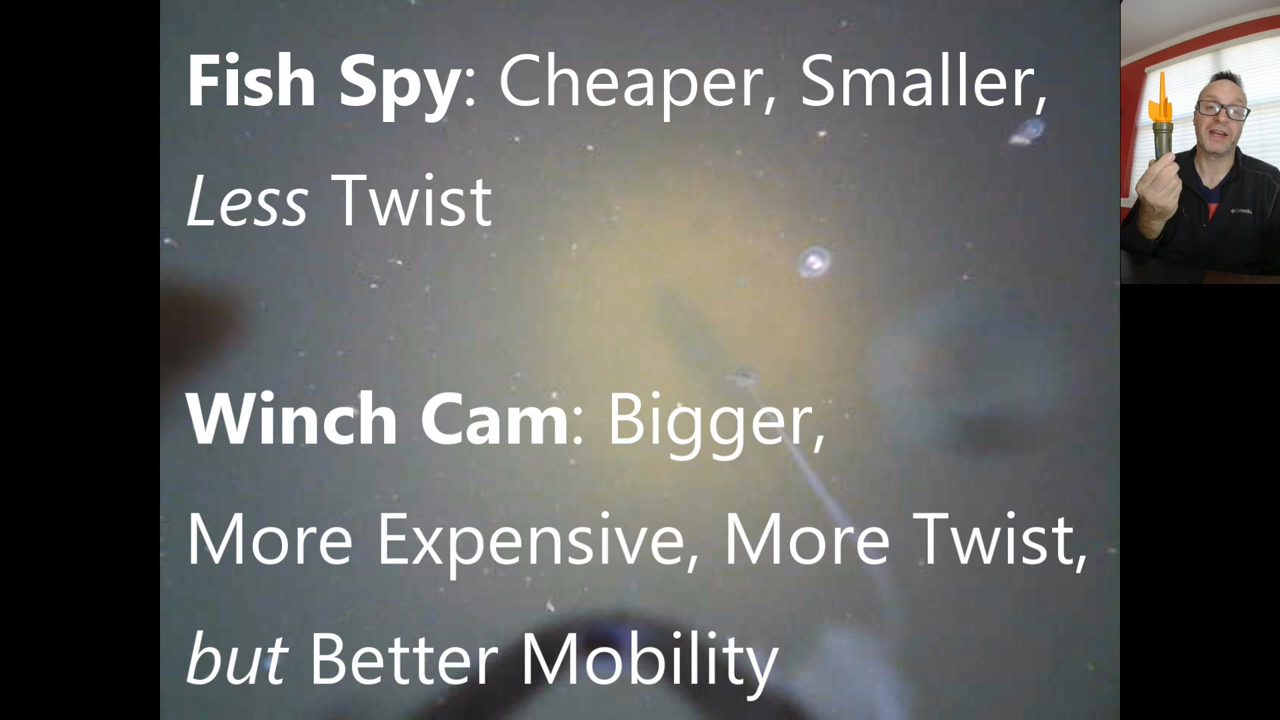 Fish Spy: Cheaper, Smaller,
Less Twist
Winch Cam: Bigger,
More Expensive, More Twist,
but Better Mobility